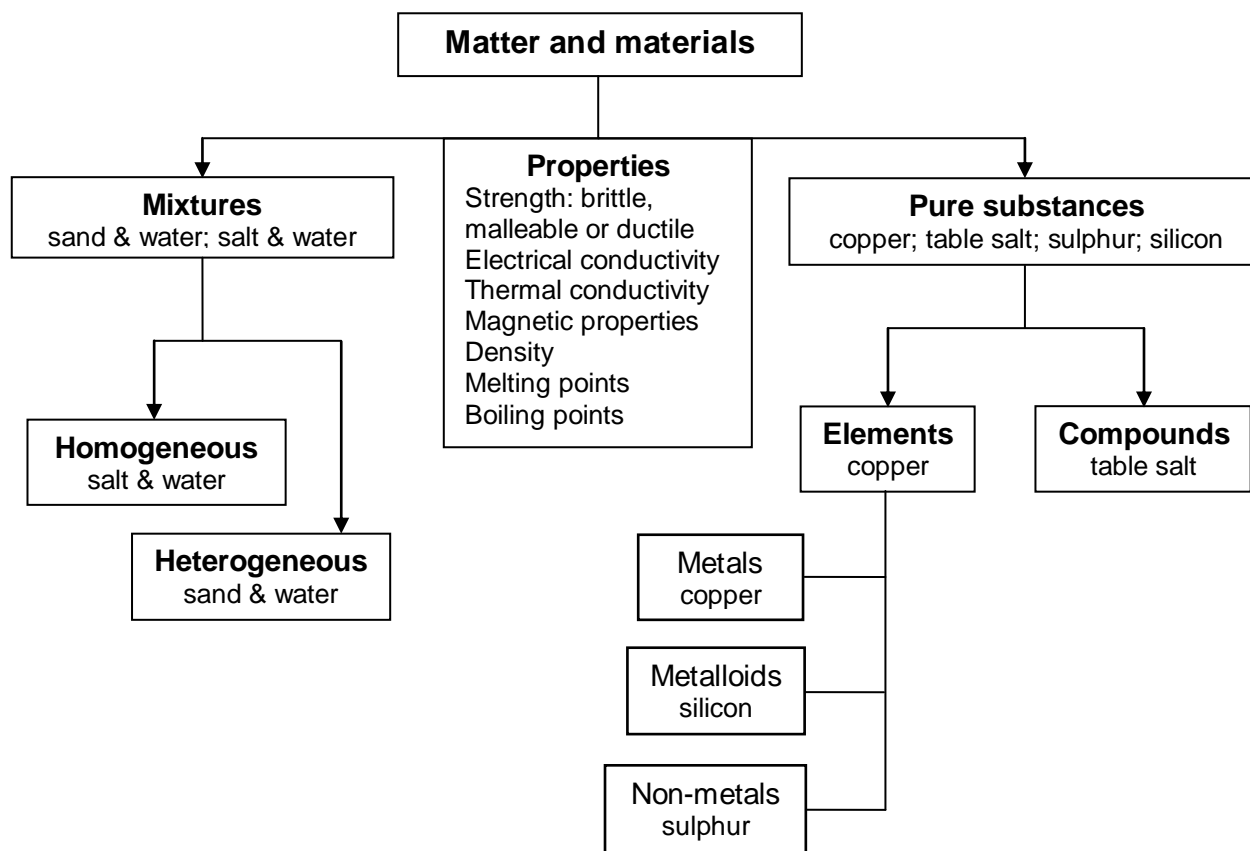 Matter and materials
Mixtures
sand & water; salt & water
Properties
Strength: brittle,
malleable or ductile
Electrical conductivity
Thermal conductivity
Magnetic properties
Density
Melting points
Boiling points
Pure substances
copper; table salt; sulphur; silicon
Homogeneous
salt & water
Heterogeneous
sand & water
Elements
copper
Compounds
table salt
Metals
copper
Metalloids
silicon
Non-metals
sulphur